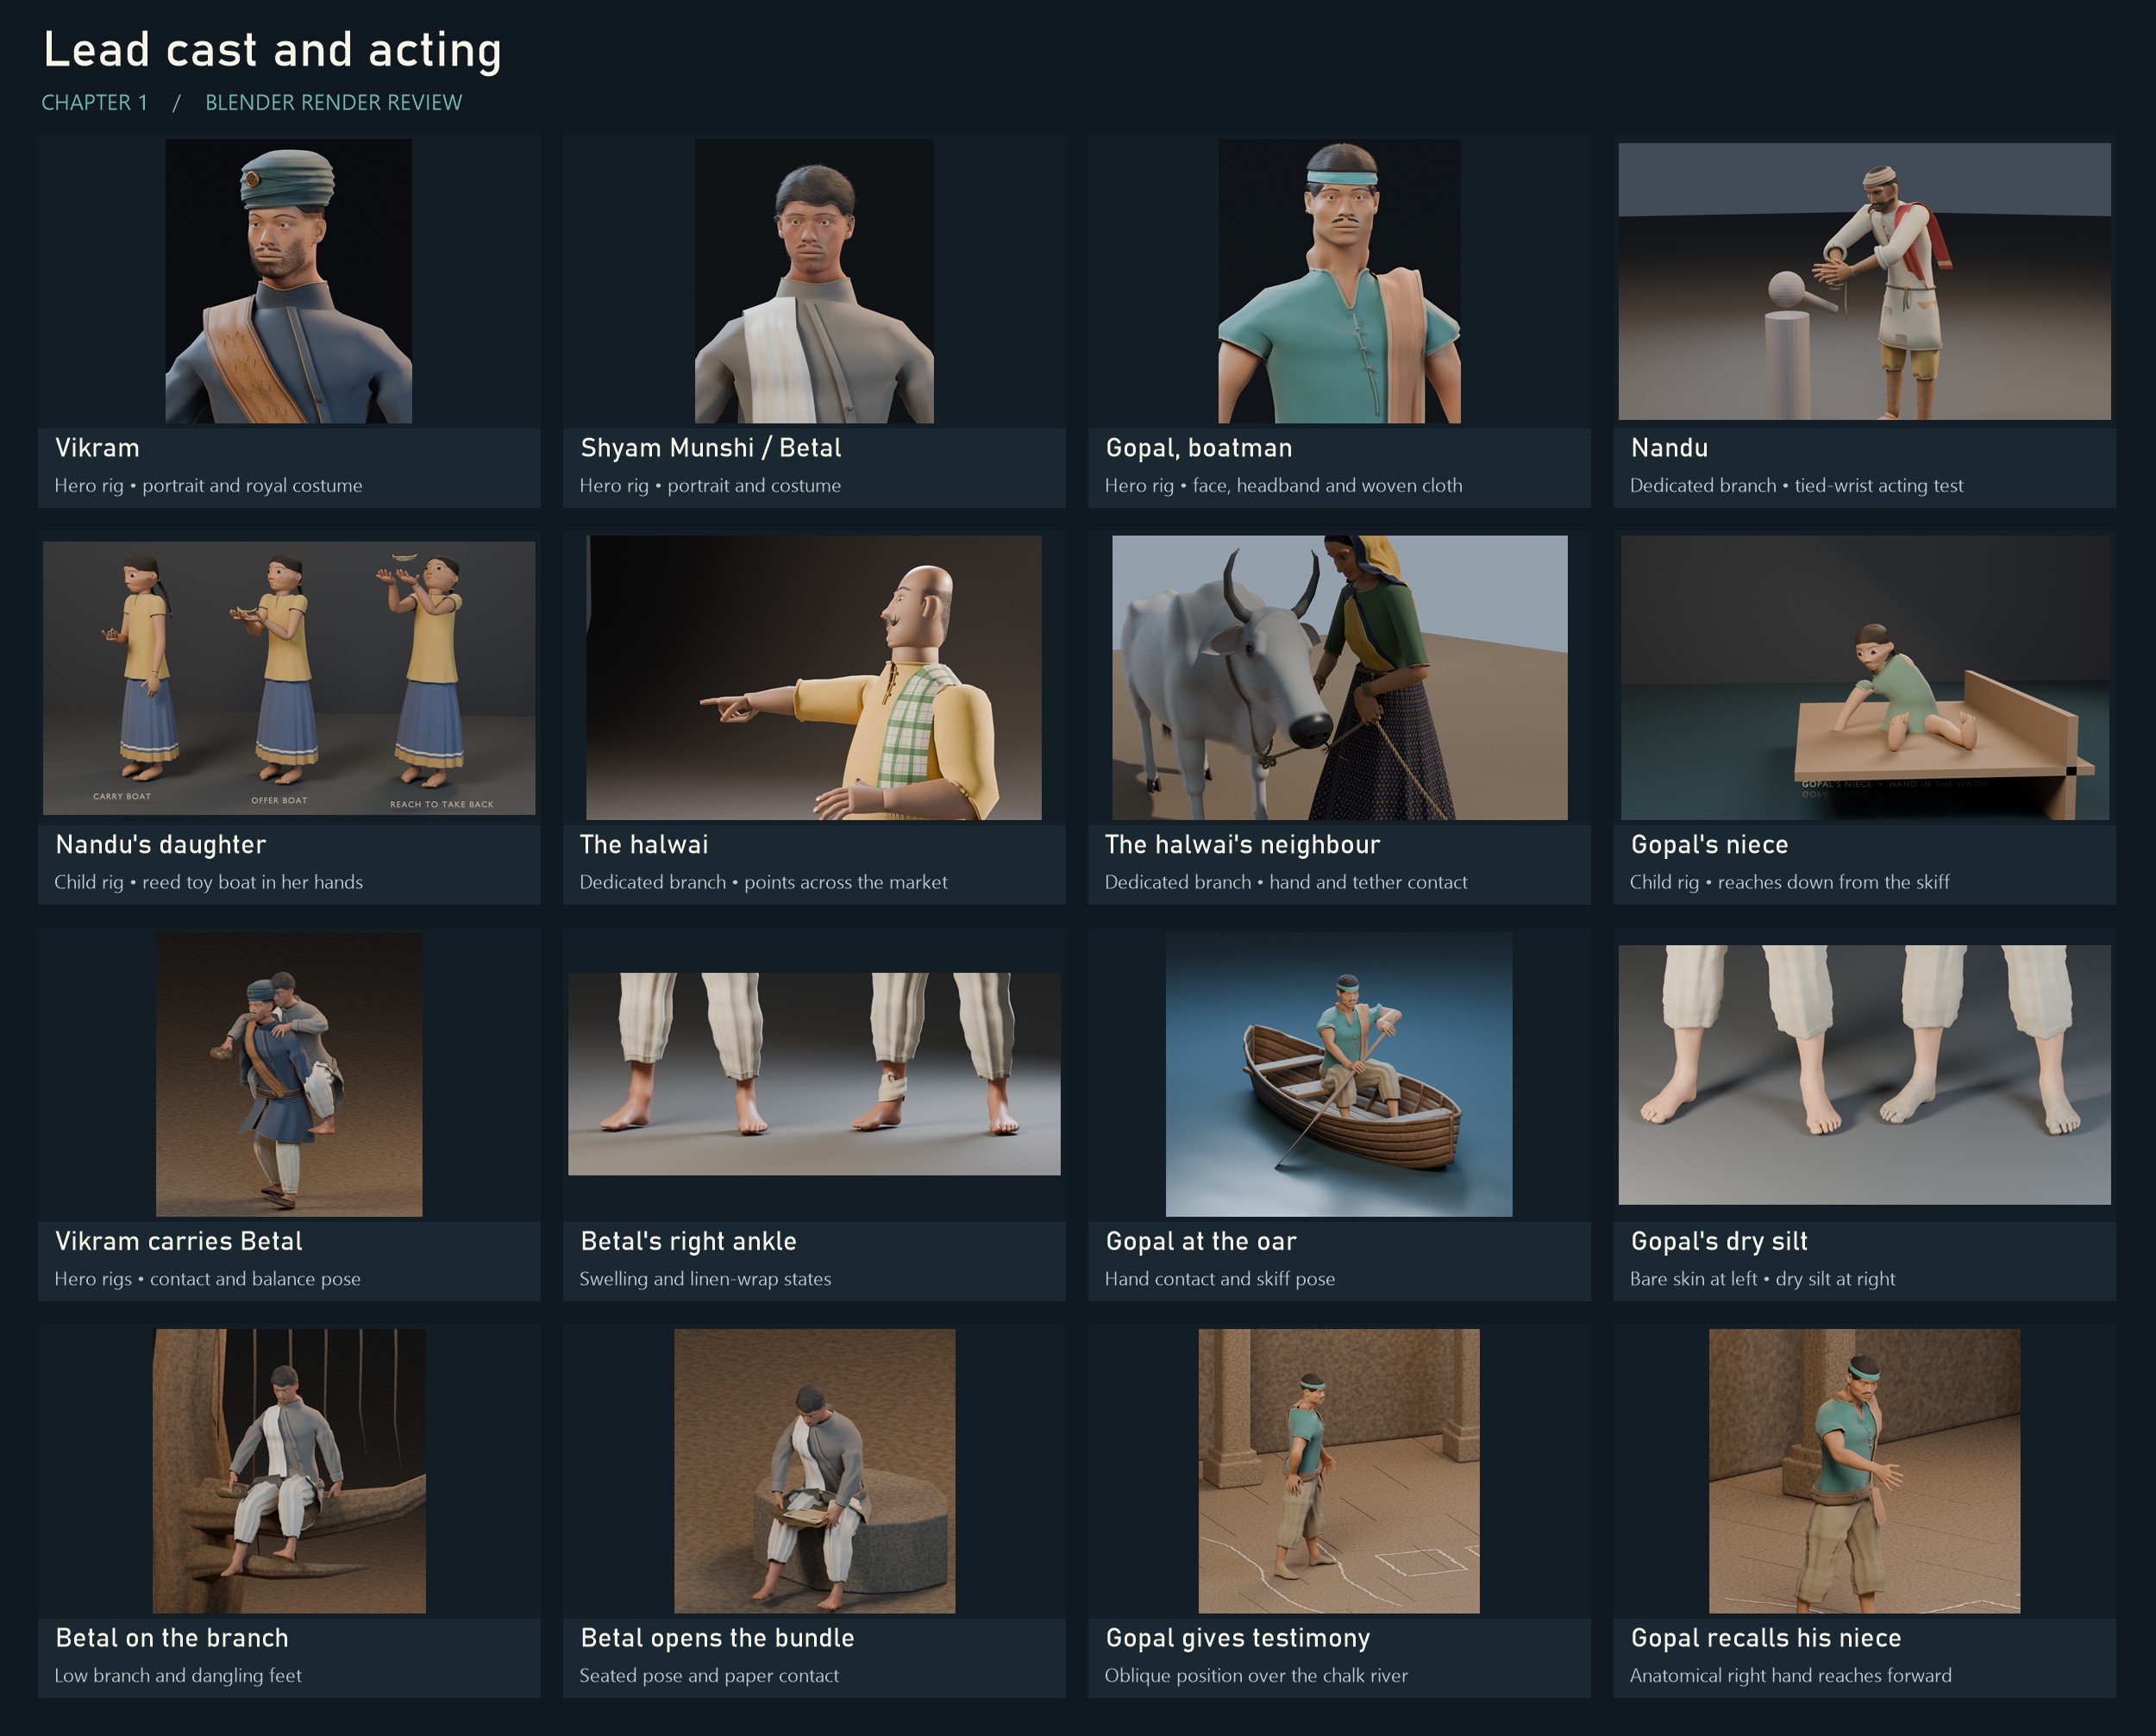 Lead cast and acting
CHAPTER 1 / BLENDER RENDER REVIEW
Vikram
Hero rig • portrait and royal costume
Shyam Munshi / Betal
Hero rig • portrait and costume
Gopal, boatman
Hero rig • face, headband and woven cloth
Nandu
Dedicated branch • tied-wrist acting test
CARRY BOAT
OFFER BOAT
REACH TO TAKE BACK
Nandu's daughter
Child rig • reed toy boat in her hands
The halwai
Dedicated branch • points across the market
The halwai's neighbour
Dedicated branch • hand and tether contact
GOPAL'S NIECE • HAND IN THE WATER
Gopal's niece
Child rig • reaches down from the skiff
Vikram carries Betal
Hero rigs • contact and balance pose
Betal's right ankle
Swelling and linen-wrap states
Gopal at the oar
Hand contact and skiff pose
Gopal's dry silt
Bare skin at left • dry silt at right
Betal on the branch
Low branch and dangling feet
Betal opens the bundle
Seated pose and paper contact
Gopal gives testimony
Oblique position over the chalk river
Gopal recalls his niece
Anatomical right hand reaches forward